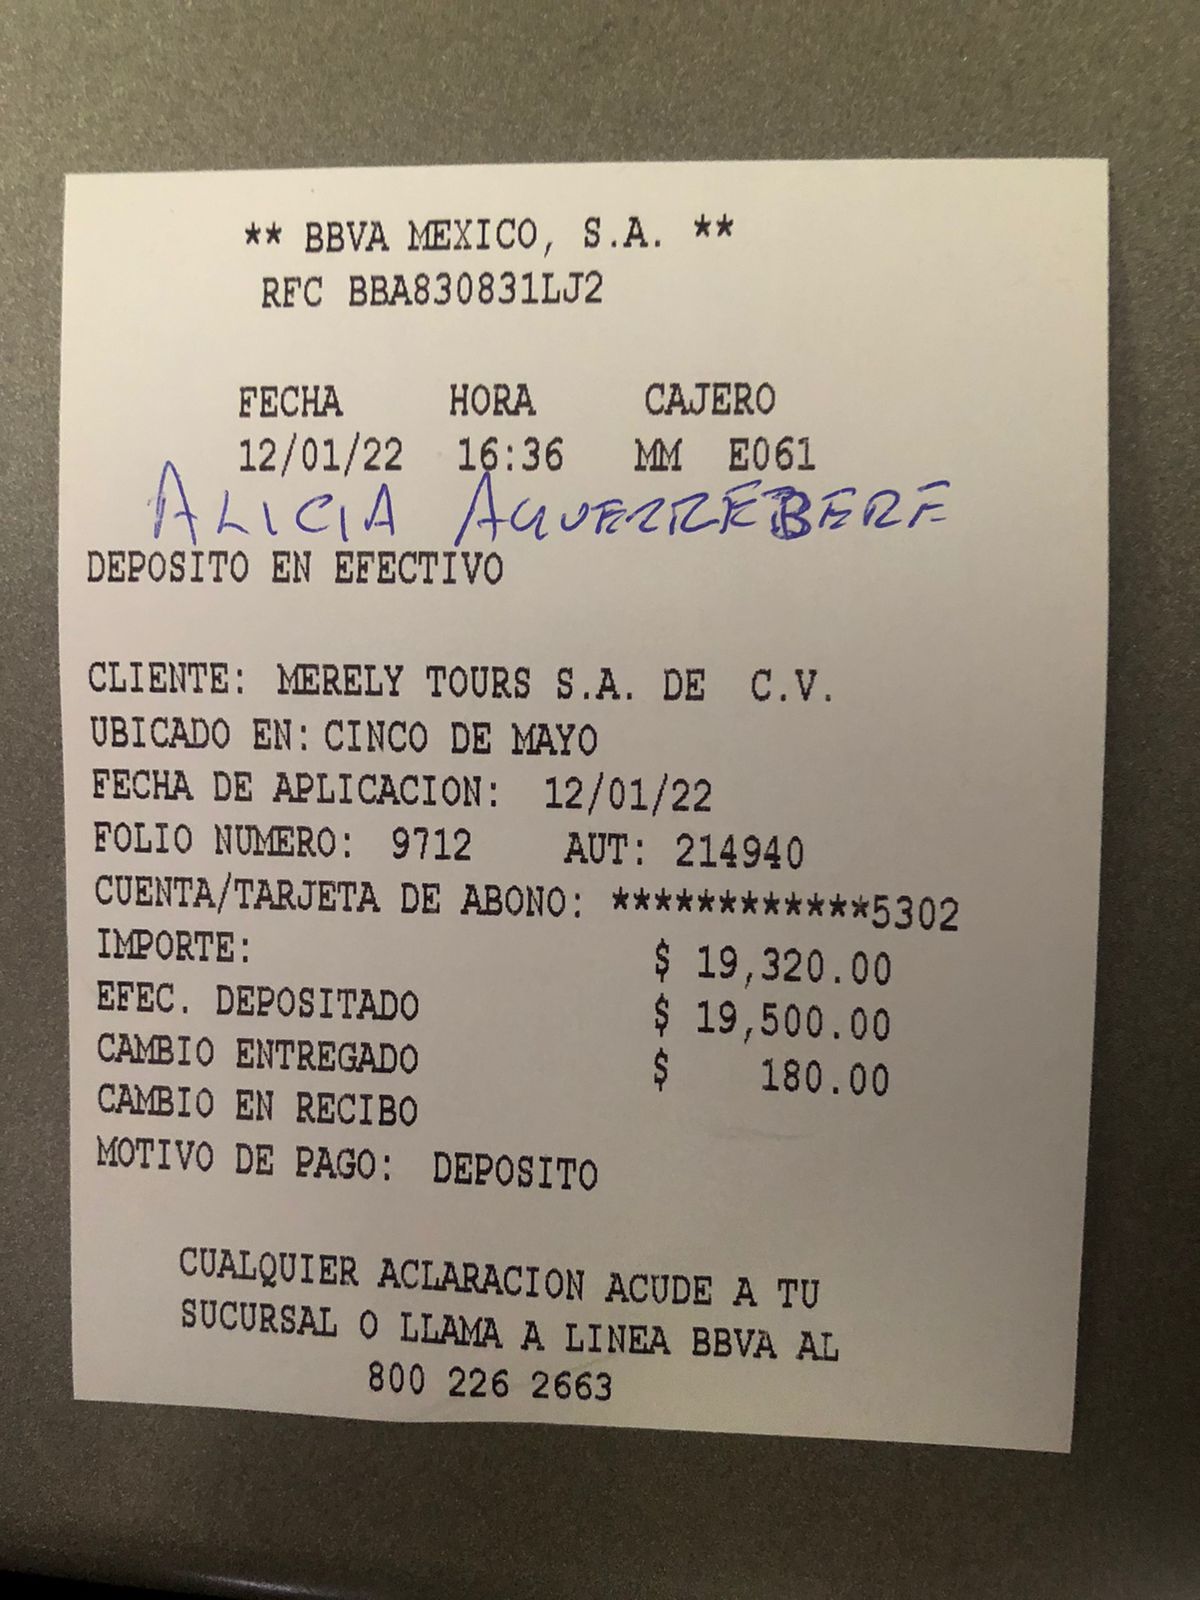 ** BBVA MEXICO, S.A. **
RFC BBA830831LJ2
FECHA HORA CAJERO
12/01/22 16:36 MM E061
ALICIA AGUERREBERE
DEPOSITO EN EFECTIVO
CLIENTE: MERELY TOURS S.A. DE C.V.
UBICADO EN: CINCO DE MAYO
FECHA DE APLICACION: 12/01/22
FOLIO NUMERO: 9712 AUT: 214940
CUENTA/TARJETA DE ABONO: ************5302
IMPORTE: $ 19,320.00
EFEC. DEPOSITADO $ 19,500.00
CAMBIO ENTREGADO $ 180.00
CAMBIO EN RECIBO
MOTIVO DE PAGO: DEPOSITO
CUALQUIER ACLARACION ACUDE A TU
SUCURSAL O LLAMA A LINEA BBVA AL
800 226 2663